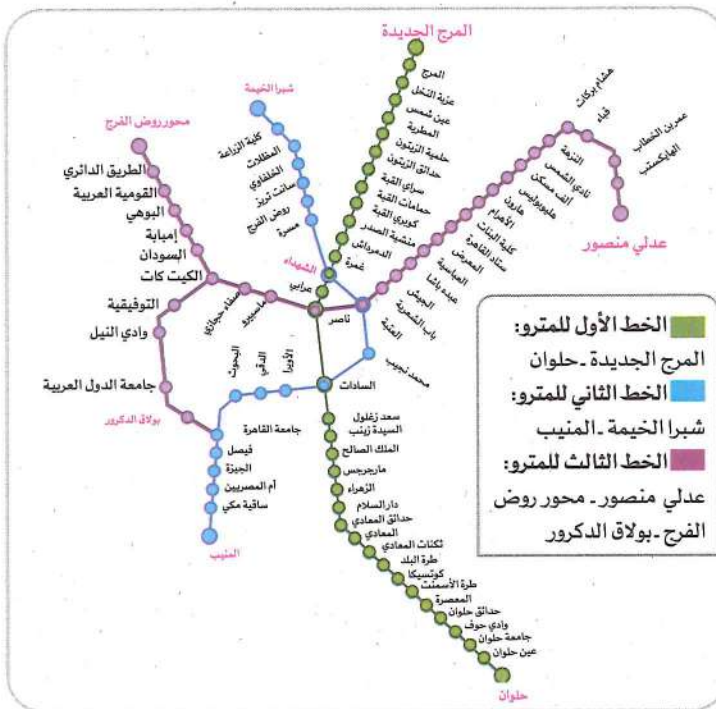 المرج الجديدة
المرج
عزبة النخل
عين شمس
المطرية
حلمية الزيتون
حدائق الزيتون
سراي القبة
حمامات القبة
كوبري القبة
منشية الصدر
الدمرداش
غمرة
الشهداء
عرابي
ناصر
السادات
سعد زغلول
السيدة زينب
الملك الصالح
مارجرجس
الزهراء
دار السلام
حدائق المعادي
المعادي
ثكنات المعادي
طرة البلد
كوتسيكا
طرة الأسمنت
المعصرة
حدائق حلوان
وادي حوف
جامعة حلوان
عين حلوان
حلوان
شبرا الخيمة
كلية الزراعة
المظلات
الخلفاوي
سانت تريز
روض الفرج
مسرة
العتبة
محمد نجيب
الأوبرا
الدقي
البحوث
جامعة القاهرة
فيصل
الجيزة
أم المصريين
ساقية مكي
المنيب
عدلي منصور
الهايكستب
عمر بن الخطاب
قباء
هشام بركات
النزهة
نادي الشمس
ألف مسكن
هليوبوليس
هارون
الأهرام
كلية البنات
ستاد القاهرة
المعرض
العباسية
عبده باشا
الجيش
باب الشعرية
ماسبيرو
صفاء حجازي
الكيت كات
السودان
إمبابة
البوهي
القومية العربية
الطريق الدائري
محور روض الفرج
التوفيقية
وادي النيل
جامعة الدول العربية
بولاق الدكرور
الخط الأول للمترو:
المرج الجديدة ـ حلوان
الخط الثاني للمترو:
شبرا الخيمة ـ المنيب
الخط الثالث للمترو:
عدلي منصور ـ محور روض
الفرج ـ بولاق الدكرور